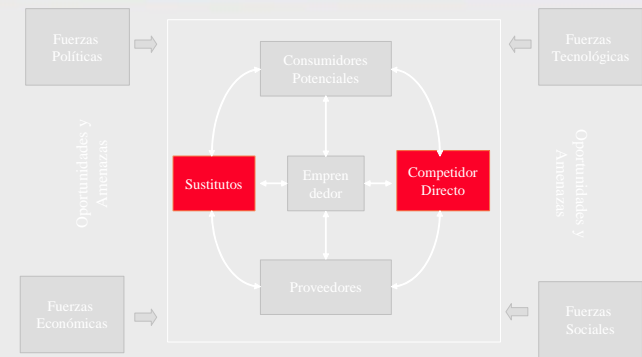 Fuerzas
Políticas
Fuerzas
Tecnológicas
Consumidores
Potenciales
Oportunidades y
Amenazas
Sustitutos
Empren
dedor
Competidor
Directo
Oportunidades y
Amenazas
Proveedores
Fuerzas
Económicas
Fuerzas
Sociales